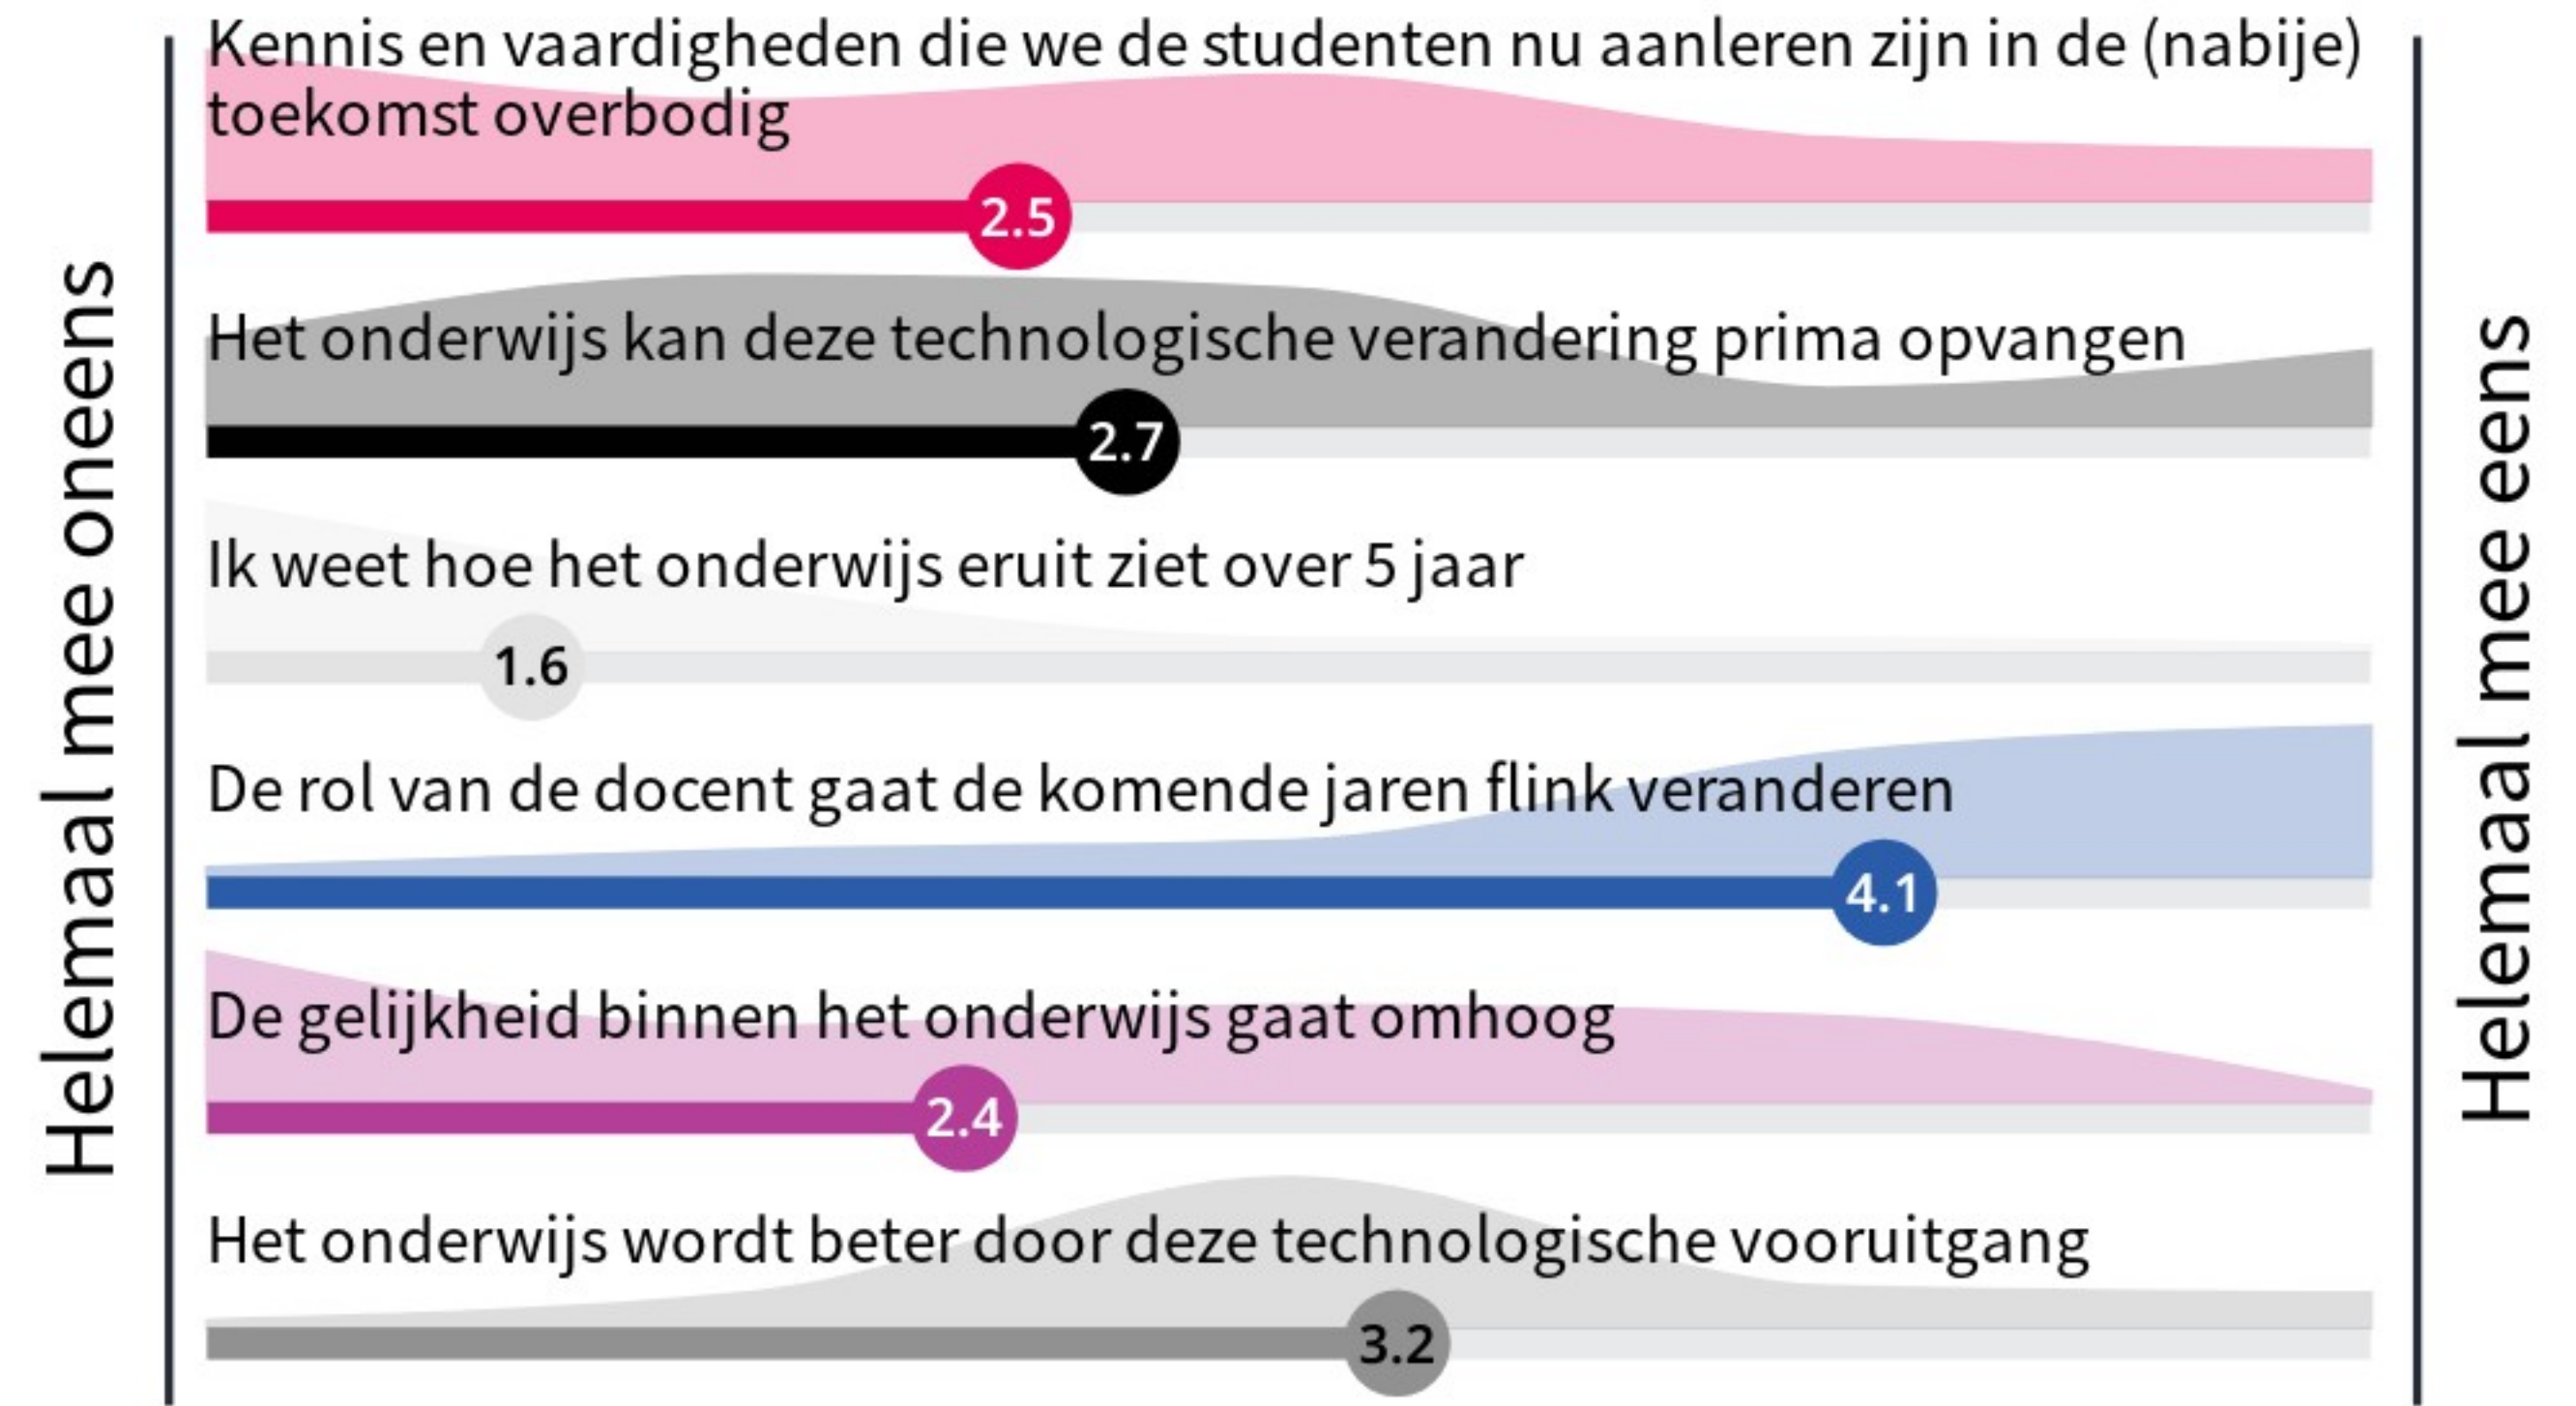 Kennis en vaardigheden die we de studenten nu aanleren zijn in de (nabije)
toekomst overbodig
2.5
Het onderwijs kan deze technologische verandering prima opvangen
2.7
Ik weet hoe het onderwijs eruit ziet over 5 jaar
1.6
De rol van de docent gaat de komende jaren flink veranderen
4.1
De gelijkheid binnen het onderwijs gaat omhoog
2.4
Het onderwijs wordt beter door deze technologische vooruitgang
3.2
Helemaal mee oneens
Helemaal mee eens